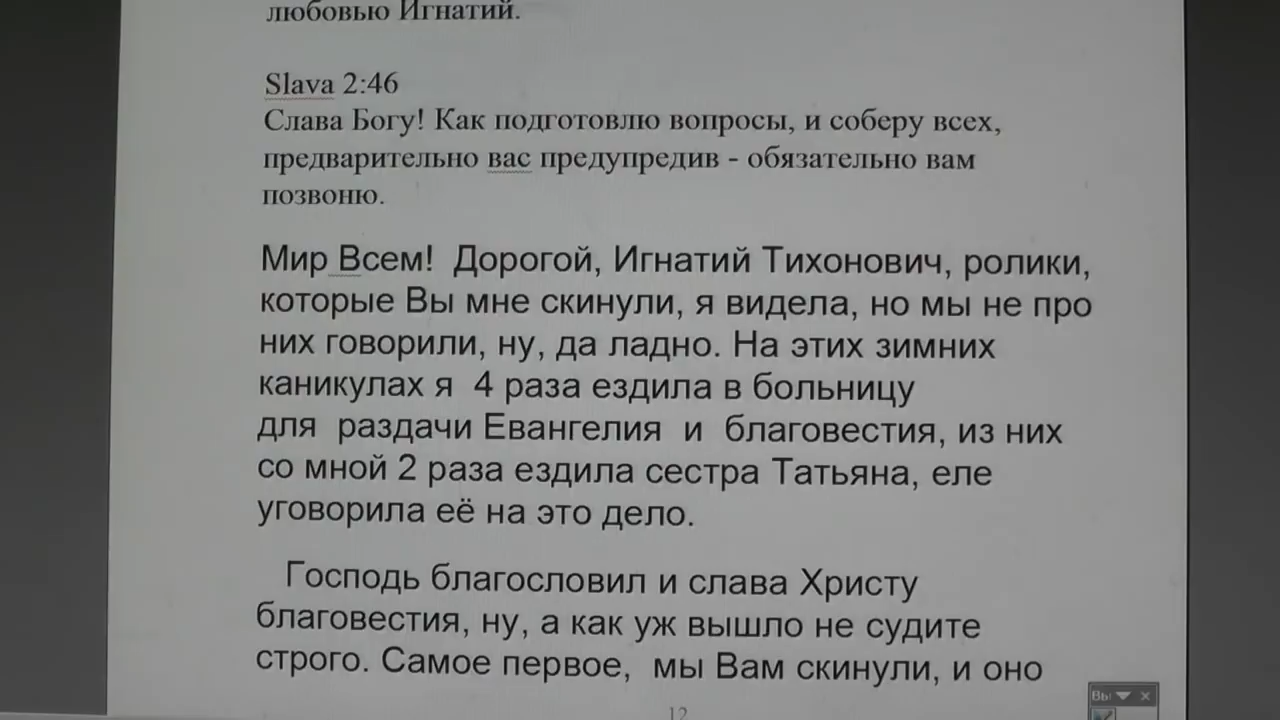 любовью Игнатий.
Slava 2:46
Слава Богу! Как подготовлю вопросы, и соберу всех,
предварительно вас предупредив - обязательно вам
позвоню.
Мир Всем! Дорогой, Игнатий Тихонович, ролики,
которые Вы мне скинули, я видела, но мы не про
них говорили, ну, да ладно. На этих зимних
каникулах я 4 раза ездила в больницу
для раздачи Евангелия и благовестия, из них
со мной 2 раза ездила сестра Татьяна, еле
уговорила её на это дело.
Господь благословил и слава Христу
благовестия, ну, а как уж вышло не судите
строго. Самое первое, мы Вам скинули, и оно
12
Вы